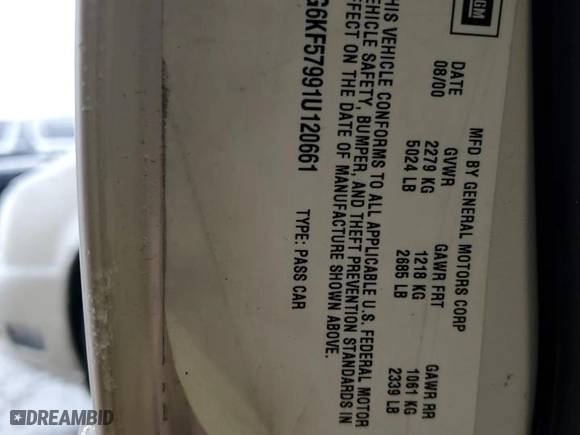 GM
MFD BY GENERAL MOTORS CORP
DATE GVWR GAWR FRT GAWR RR
08/00 2279 KG 1218 KG 1061 KG
5024 LB 2685 LB 2339 LB
THIS VEHICLE CONFORMS TO ALL APPLICABLE U.S. FEDERAL MOTOR
VEHICLE SAFETY, BUMPER, AND THEFT PREVENTION STANDARDS IN
EFFECT ON THE DATE OF MANUFACTURE SHOWN ABOVE.
G6KF57991U120661 TYPE: PASS CAR
DREAMBID